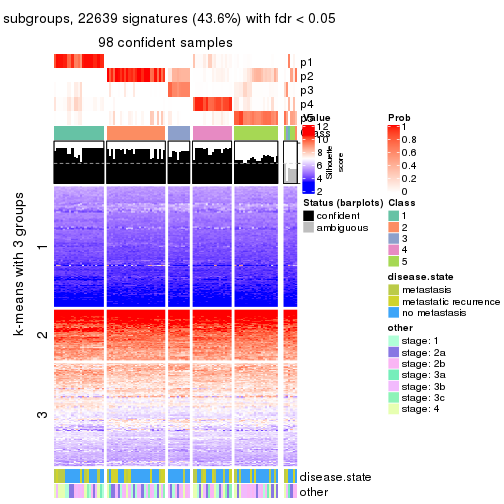 subgroups, 22639 signatures (43.6%) with fdr < 0.05
98 confident samples
p1
p2
p3
p4
p5
Class
k-means with 3 groups
1
2
3
Silhouette
score
Value
12
10
8
6
4
2
Prob
1
0.8
0.6
0.4
0.2
0
Status (barplots)
confident
ambiguous
Class
1
2
3
4
5
disease.state
metastasis
metastatic recurrence
no metastasis
other
stage: 1
stage: 2a
stage: 2b
stage: 3a
stage: 3b
stage: 3c
stage: 4
disease.state
other